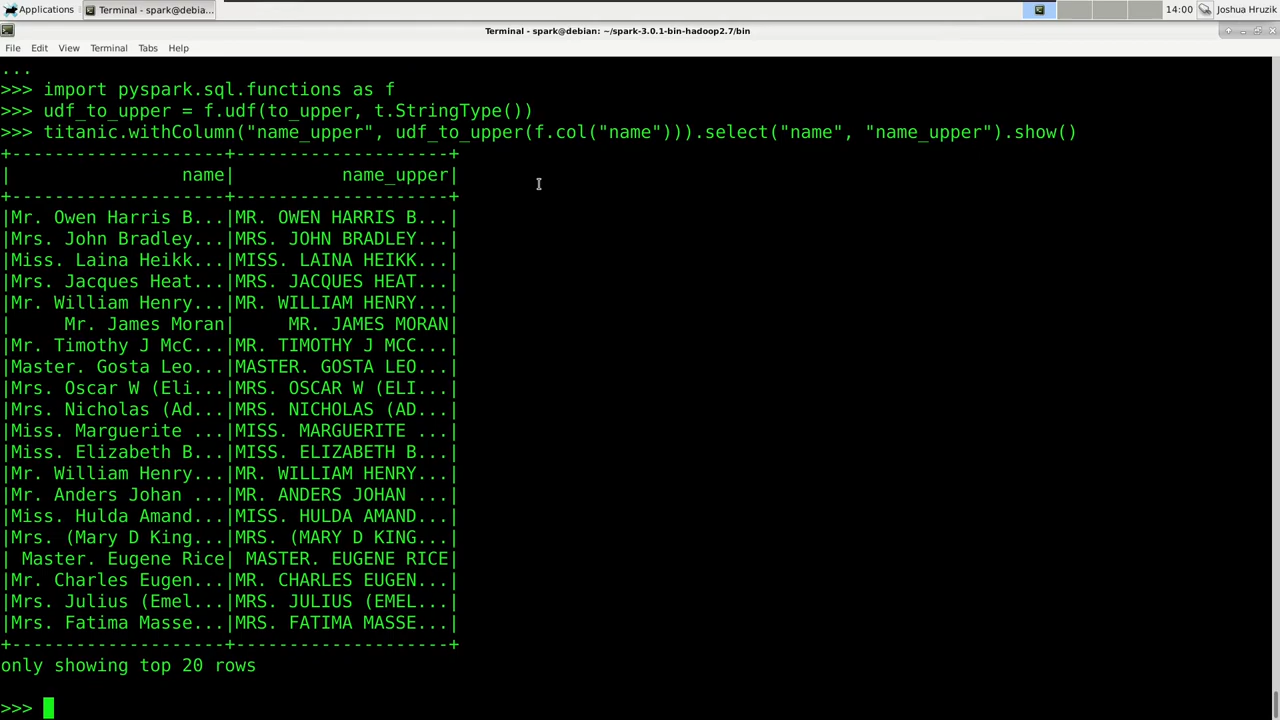 Applications Terminal - spark@debia... 14:00 Joshua Hruzik
Terminal - spark@debian: ~/spark-3.0.1-bin-hadoop2.7/bin
File Edit View Terminal Tabs Help
...
>>> import pyspark.sql.functions as f
>>> udf_to_upper = f.udf(to_upper, t.StringType())
>>> titanic.withColumn("name_upper", udf_to_upper(f.col("name"))).select("name", "name_upper").show()
+--------------------+--------------------+
|                name|          name_upper|
+--------------------+--------------------+
|Mr. Owen Harris B...|MR. OWEN HARRIS B...|
|Mrs. John Bradley...|MRS. JOHN BRADLEY...|
|Miss. Laina Heikk...|MISS. LAINA HEIKK...|
|Mrs. Jacques Heat...|MRS. JACQUES HEAT...|
|Mr. William Henry...|MR. WILLIAM HENRY...|
|     Mr. James Moran|     MR. JAMES MORAN|
|Mr. Timothy J McC...|MR. TIMOTHY J MCC...|
|Master. Gosta Leo...|MASTER. GOSTA LEO...|
|Mrs. Oscar W (Eli...|MRS. OSCAR W (ELI...|
|Mrs. Nicholas (Ad...|MRS. NICHOLAS (AD...|
|Miss. Marguerite ...|MISS. MARGUERITE ...|
|Miss. Elizabeth B...|MISS. ELIZABETH B...|
|Mr. William Henry...|MR. WILLIAM HENRY...|
|Mr. Anders Johan ...|MR. ANDERS JOHAN ...|
|Miss. Hulda Amand...|MISS. HULDA AMAND...|
|Mrs. (Mary D King...|MRS. (MARY D KING...|
| Master. Eugene Rice| MASTER. EUGENE RICE|
|Mr. Charles Eugen...|MR. CHARLES EUGEN...|
|Mrs. Julius (Emel...|MRS. JULIUS (EMEL...|
|Mrs. Fatima Masse...|MRS. FATIMA MASSE...|
+--------------------+--------------------+
only showing top 20 rows
>>>